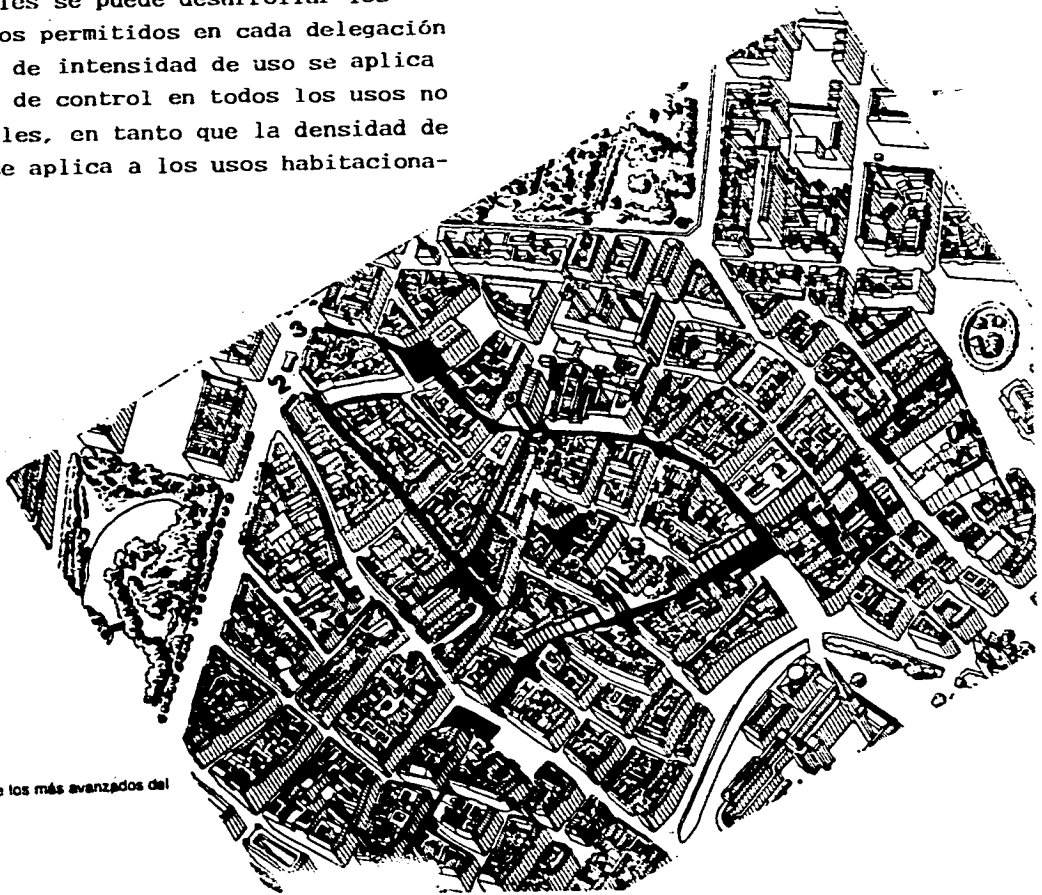 les se puede desarrollar los
os permitidos en cada delegación
de intensidad de uso se aplica
de control en todos los usos no
les, en tanto que la densidad de
e aplica a los usos habitaciona-
3
1
2
e los más avanzados del